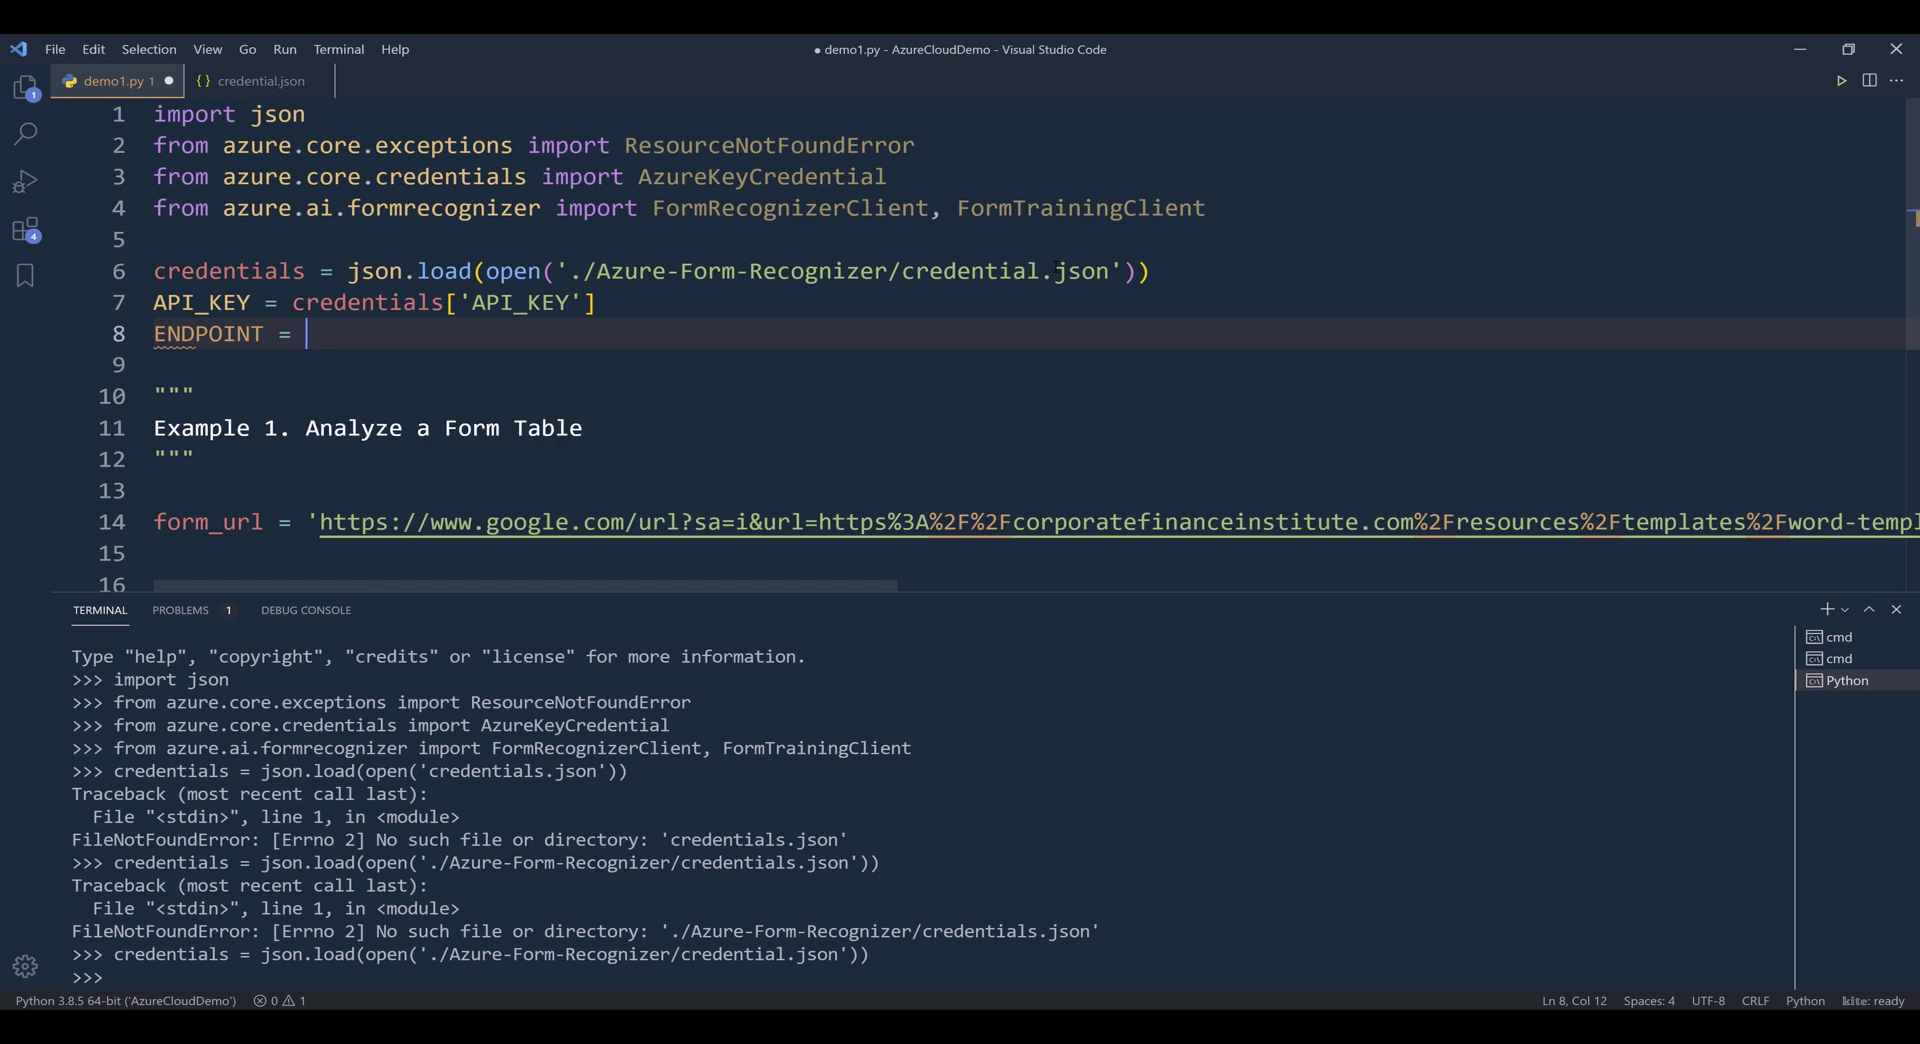 File Edit Selection View Go Run Terminal Help
● demo1.py - AzureCloudDemo - Visual Studio Code
demo1.py 1 ● {} credential.json
1 import json
2 from azure.core.exceptions import ResourceNotFoundError
3 from azure.core.credentials import AzureKeyCredential
4 from azure.ai.formrecognizer import FormRecognizerClient, FormTrainingClient
5
6 credentials = json.load(open('./Azure-Form-Recognizer/credential.json'))
7 API_KEY = credentials['API_KEY']
8 ENDPOINT =
9
10 """
11 Example 1. Analyze a Form Table
12 """
13
14 form_url = 'https://www.google.com/url?sa=i&url=https%3A%2F%2Fcorporatefinanceinstitute.com%2Fresources%2Ftemplates%2Fword-templ
15
16
1
4
TERMINAL PROBLEMS 1 DEBUG CONSOLE
Type "help", "copyright", "credits" or "license" for more information.
>>> import json
>>> from azure.core.exceptions import ResourceNotFoundError
>>> from azure.core.credentials import AzureKeyCredential
>>> from azure.ai.formrecognizer import FormRecognizerClient, FormTrainingClient
>>> credentials = json.load(open('credentials.json'))
Traceback (most recent call last):
  File "<stdin>", line 1, in <module>
FileNotFoundError: [Errno 2] No such file or directory: 'credentials.json'
>>> credentials = json.load(open('./Azure-Form-Recognizer/credentials.json'))
Traceback (most recent call last):
  File "<stdin>", line 1, in <module>
FileNotFoundError: [Errno 2] No such file or directory: './Azure-Form-Recognizer/credentials.json'
>>> credentials = json.load(open('./Azure-Form-Recognizer/credential.json'))
>>>
cmd
cmd
Python
Python 3.8.5 64-bit ('AzureCloudDemo') 0 1
Ln 8, Col 12 Spaces: 4 UTF-8 CRLF Python kite: ready